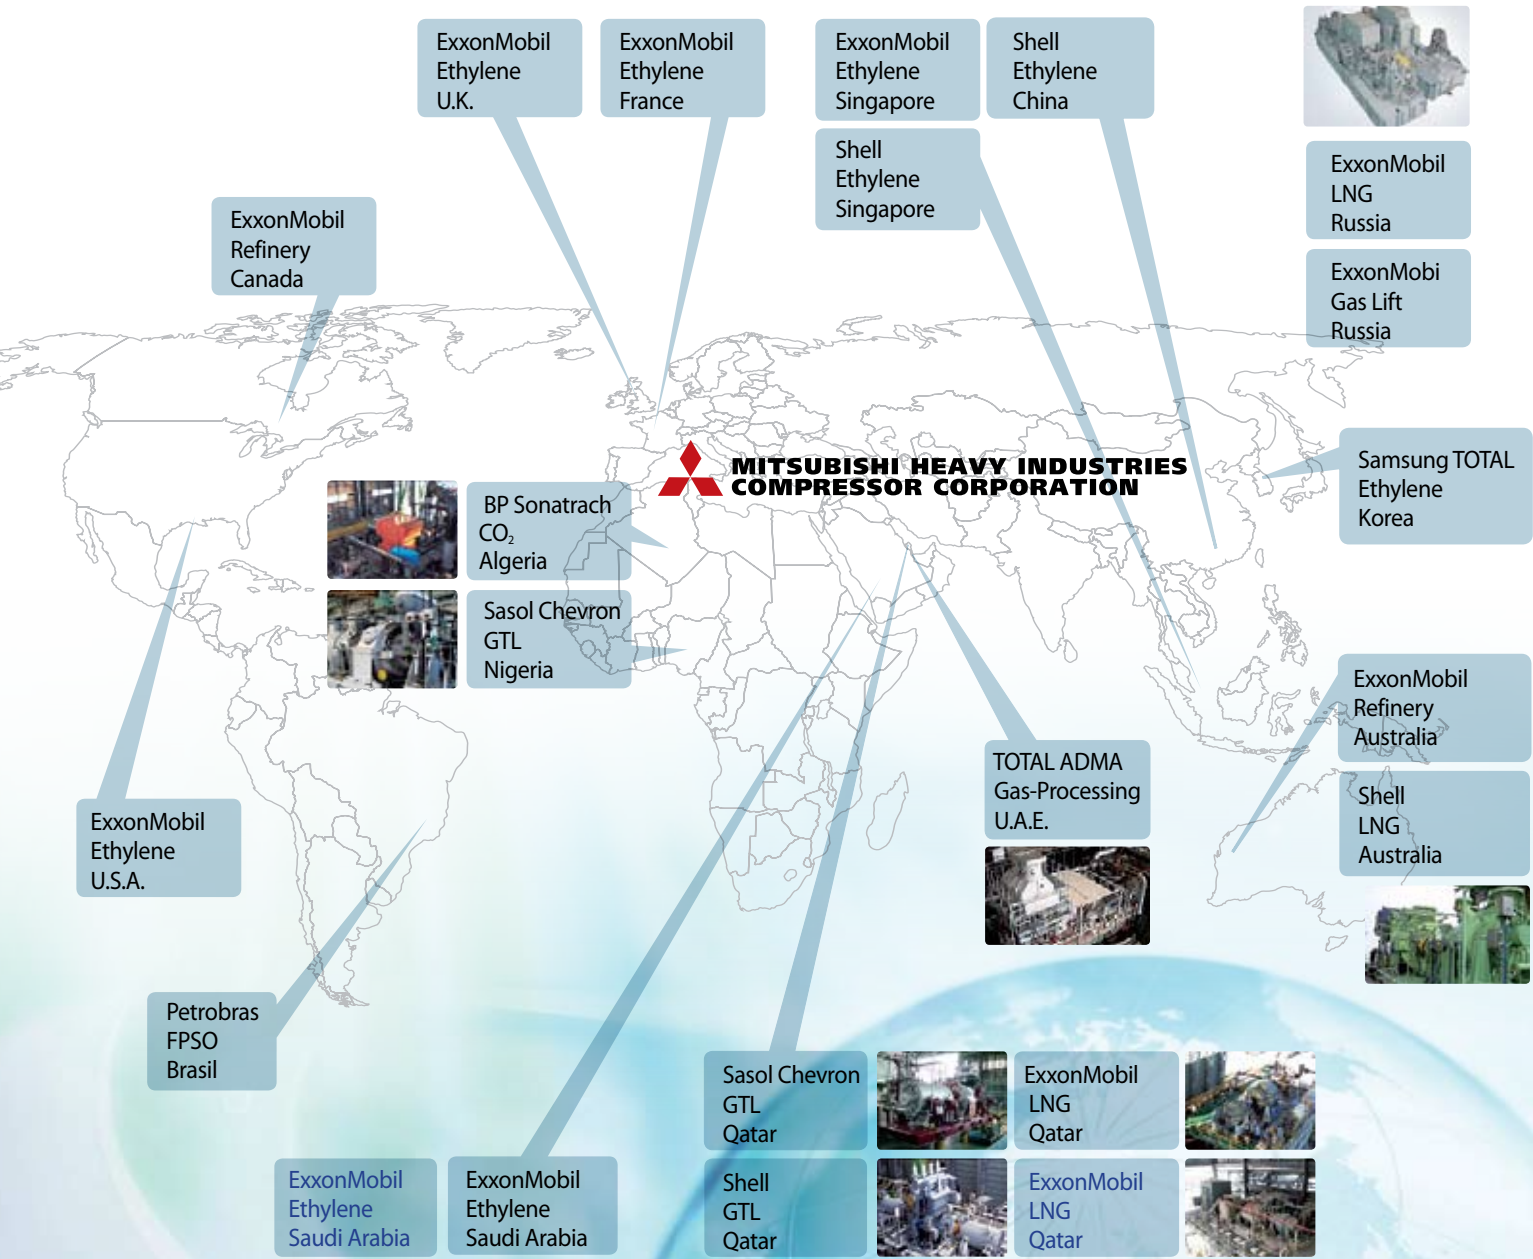 ExxonMobil
Ethylene
U.K.
ExxonMobil
Ethylene
France
ExxonMobil
Ethylene
Singapore
Shell
Ethylene
China
Shell
Ethylene
Singapore
ExxonMobil
LNG
Russia
ExxonMobi
Gas Lift
Russia
ExxonMobil
Refinery
Canada
MITSUBISHI HEAVY INDUSTRIES
COMPRESSOR CORPORATION
Samsung TOTAL
Ethylene
Korea
BP Sonatrach
CO₂
Algeria
Sasol Chevron
GTL
Nigeria
ExxonMobil
Refinery
Australia
TOTAL ADMA
Gas-Processing
U.A.E.
Shell
LNG
Australia
ExxonMobil
Ethylene
U.S.A.
Petrobras
FPSO
Brasil
Sasol Chevron
GTL
Qatar
ExxonMobil
LNG
Qatar
ExxonMobil
Ethylene
Saudi Arabia
ExxonMobil
Ethylene
Saudi Arabia
Shell
GTL
Qatar
ExxonMobil
LNG
Qatar